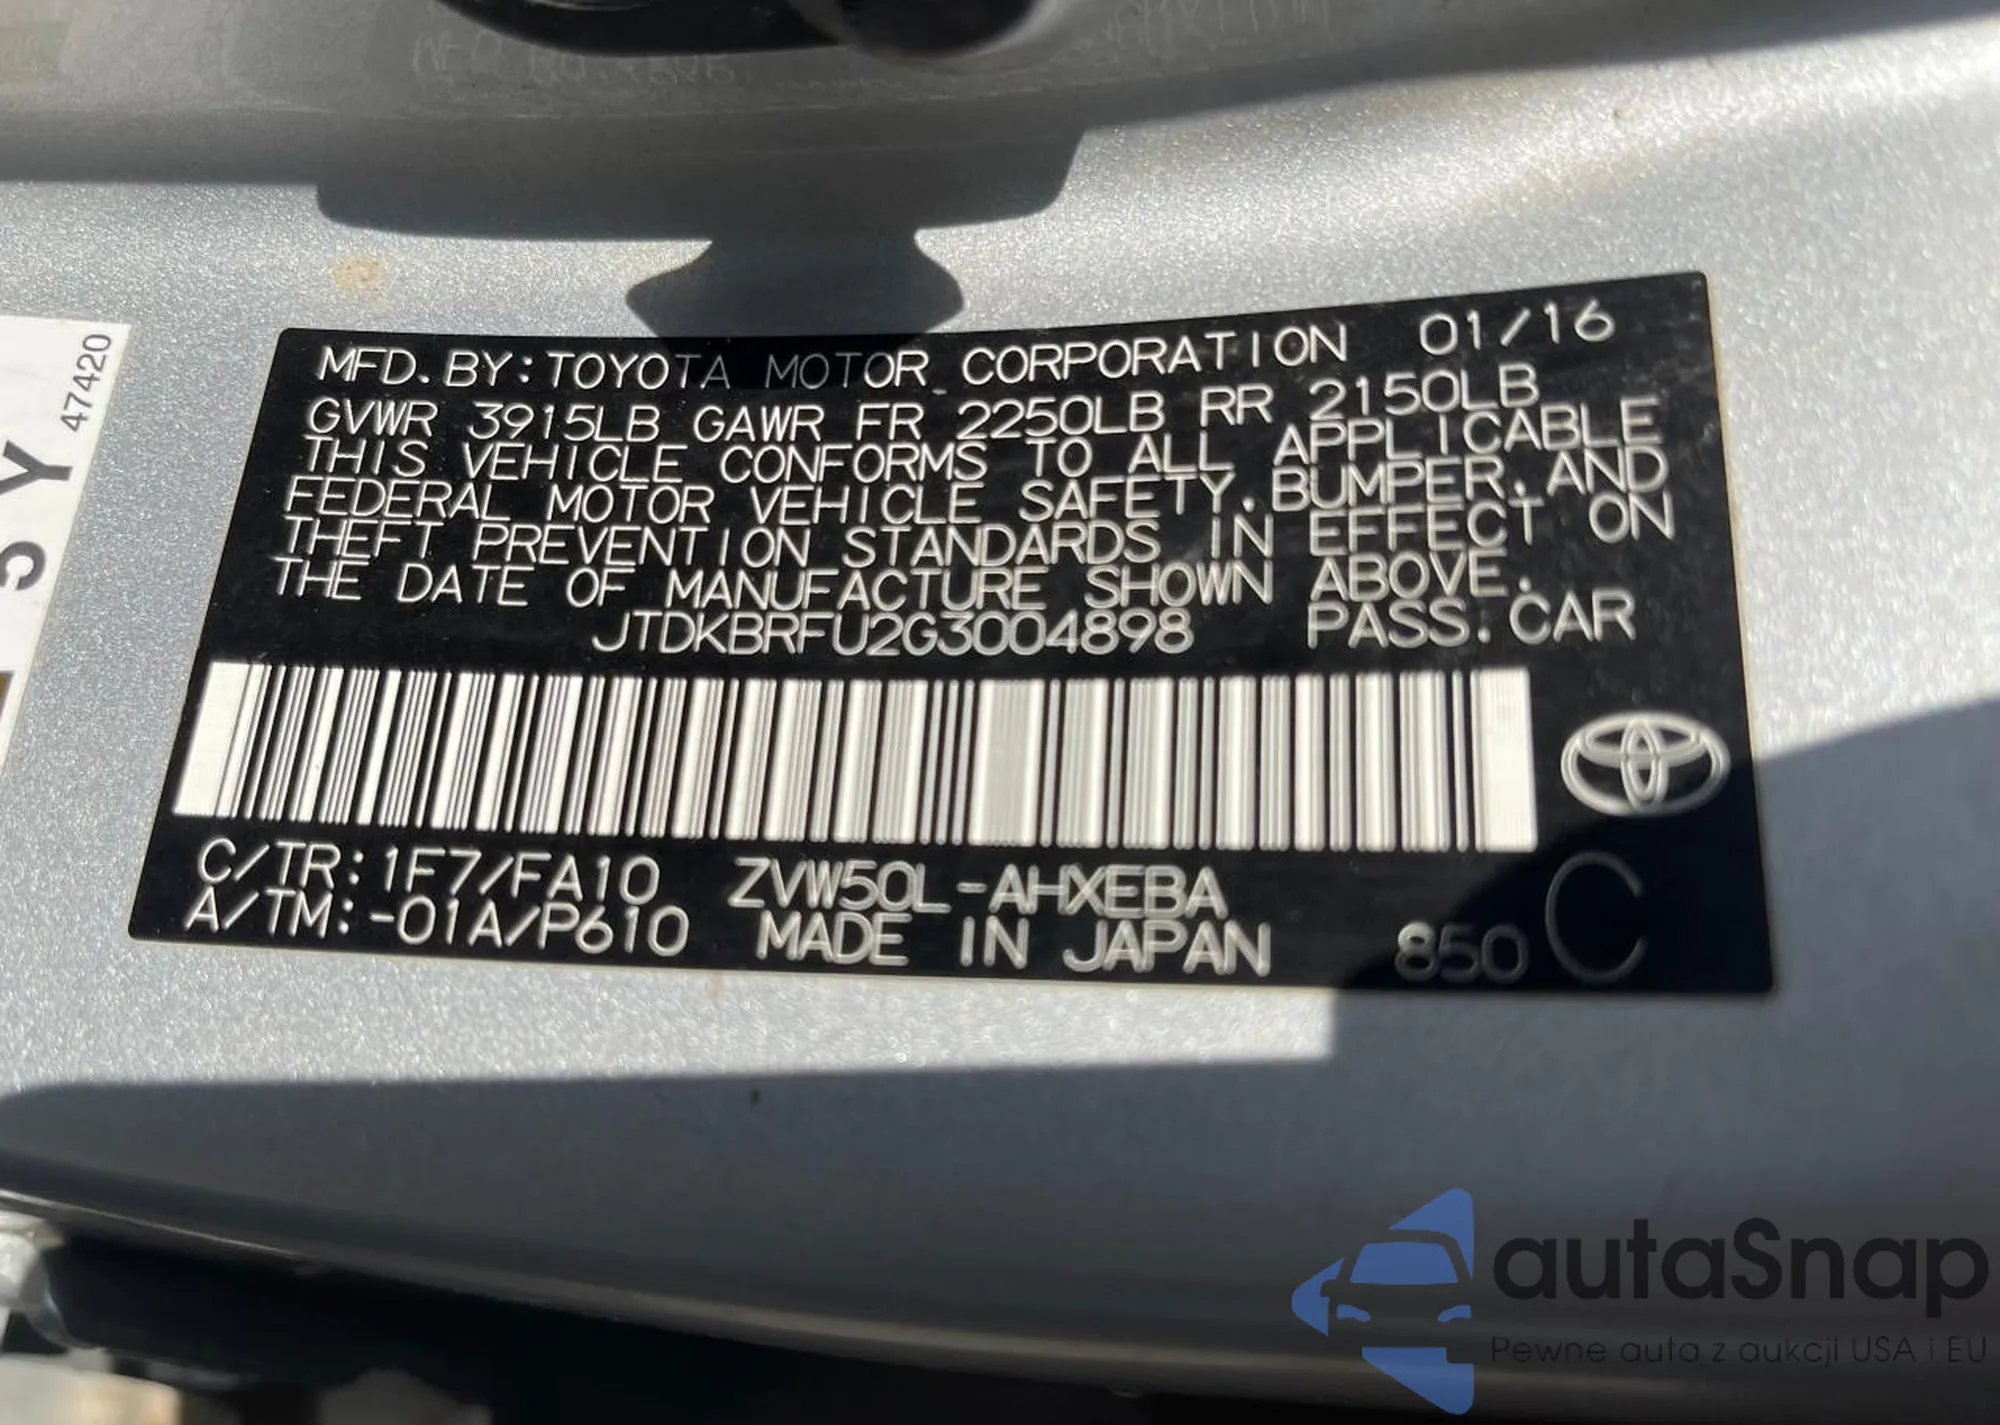 MFD. BY: TOYOTA MOTOR CORPORATION 01/16
GVWR 3915LB GAWR FR 2250LB RR 2150LB
THIS VEHICLE CONFORMS TO ALL APPLICABLE
FEDERAL MOTOR VEHICLE SAFETY, BUMPER, AND
THEFT PREVENTION STANDARDS IN EFFECT ON
THE DATE OF MANUFACTURE SHOWN ABOVE.
JTDKBRFU2G3004898 PASS. CAR
C/TR: 1F7/FA10 ZVW50L-AHXEBA
A/TM: -01A/P610 MADE IN JAPAN 850 C
5Y
47420
autaSnap
Pewne auta z aukcji USA i EU